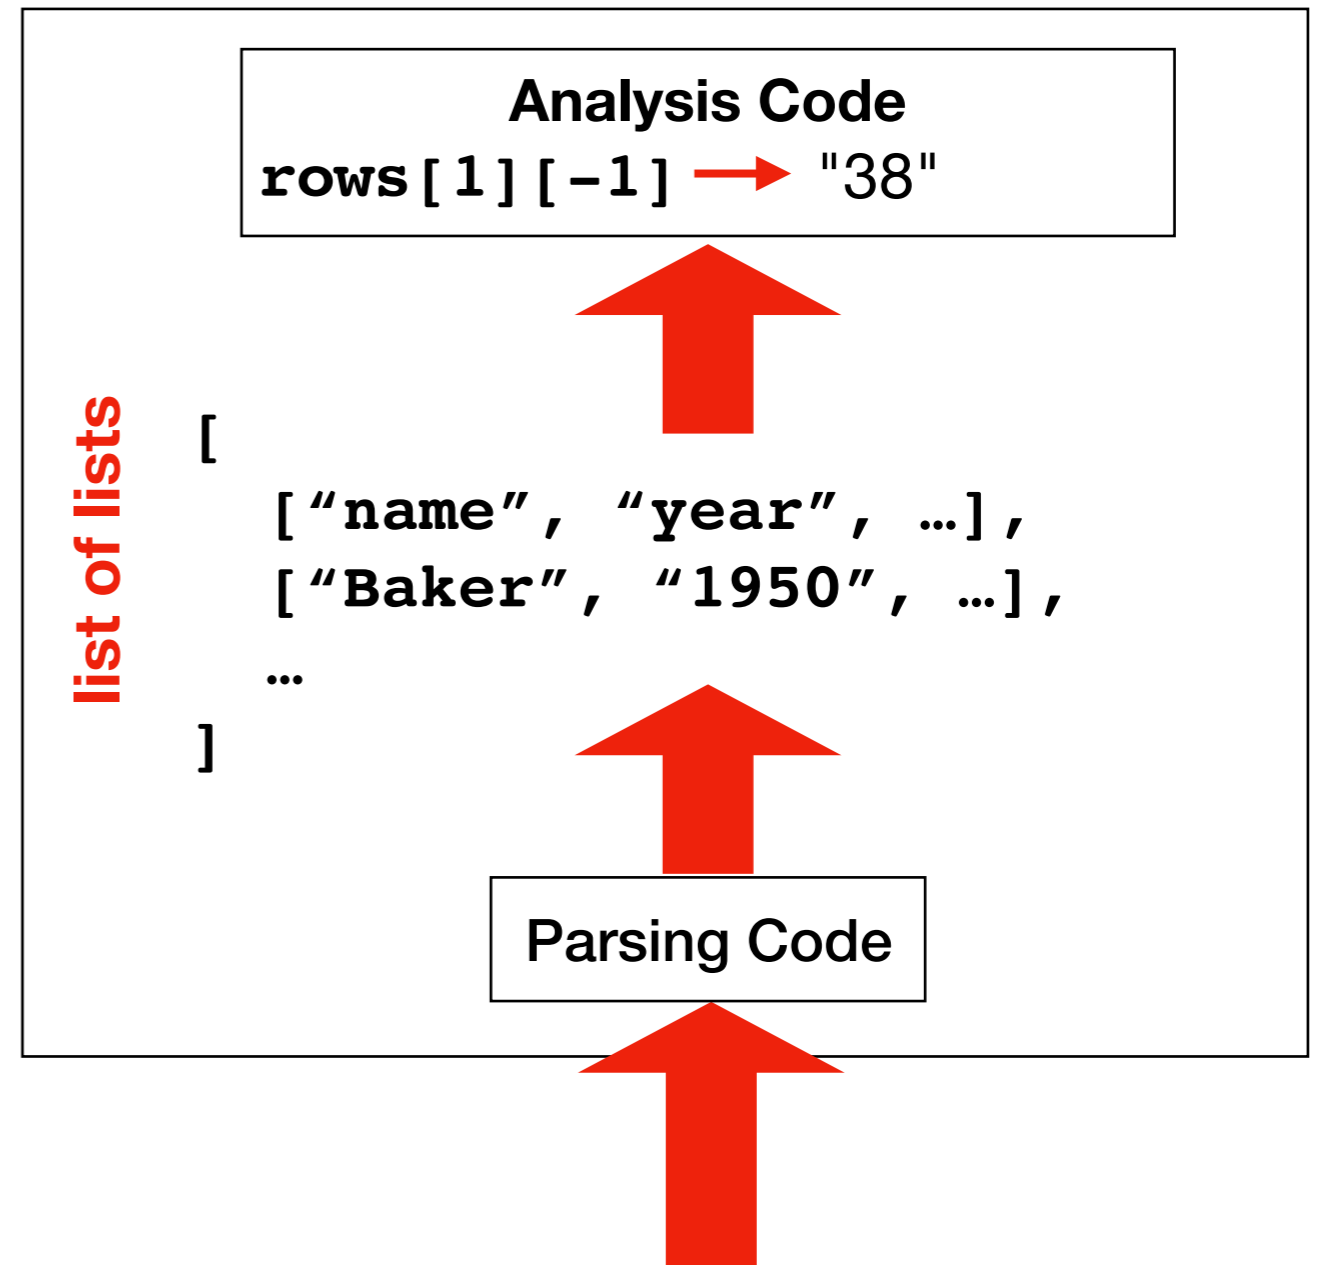 Analysis Code
rows[1][-1] → "38"
list of lists
[
[“name”, “year”, …],
[“Baker”, “1950”, …],
…
]
Parsing Code